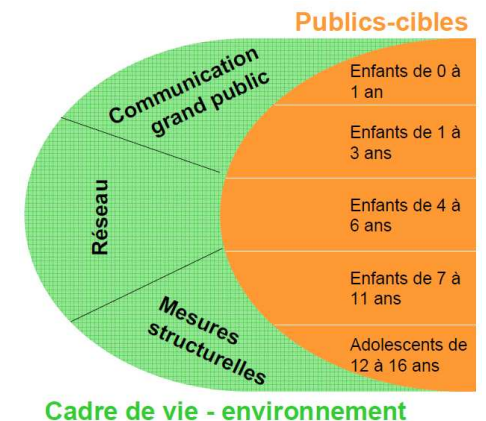 Publics-cibles
Communication
grand public
Réseau
Mesures
structurelles
Enfants de 0 à
1 an
Enfants de 1 à
3 ans
Enfants de 4 à
6 ans
Enfants de 7 à
11 ans
Adolescents de
12 à 16 ans
Cadre de vie - environnement